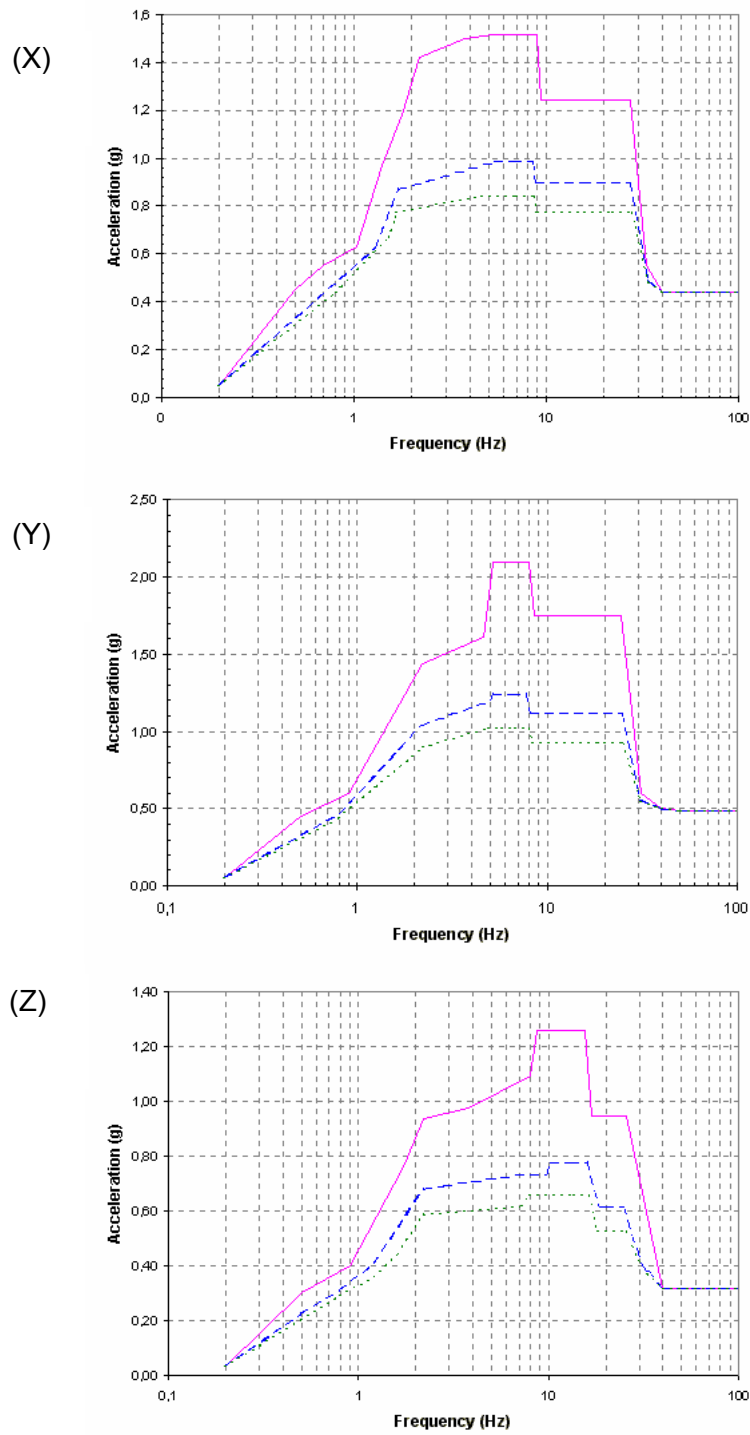 (X)
Acceleration (g)
1,6
1,4
1,2
1,0
0,8
0,6
0,4
0,2
0,0
0 1 10 100
Frequency (Hz)
(Y)
Acceleration (g)
2,50
2,00
1,50
1,00
0,50
0,00
0,1 1 10 100
Frequency (Hz)
(Z)
Acceleration (g)
1,40
1,20
1,00
0,80
0,60
0,40
0,20
0,00
0,1 1 10 100
Frequency (Hz)